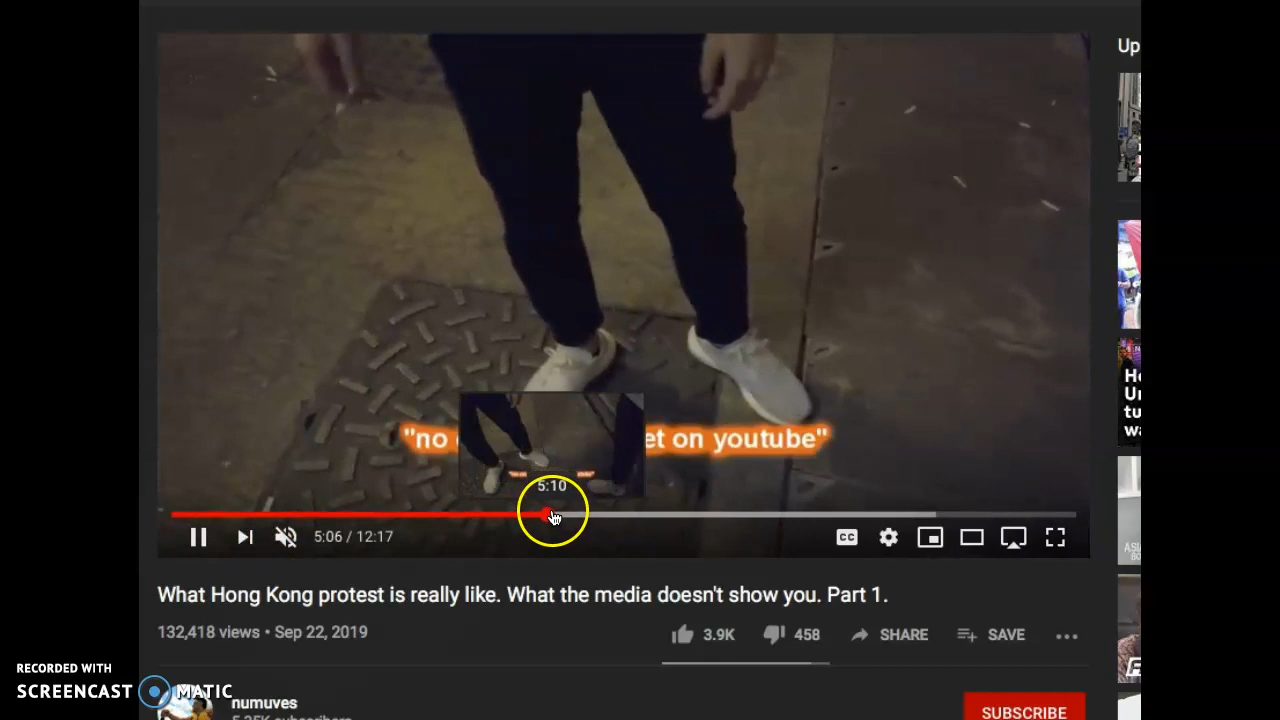 Up
"no
et on youtube"
5:10
5:06 / 12:17
CC
What Hong Kong protest is really like. What the media doesn't show you. Part 1.
132,418 views • Sep 22, 2019
3.9K
458
SHARE
SAVE
RECORDED WITH
SCREENCAST MATIC
numuves
SUBSCRIBE